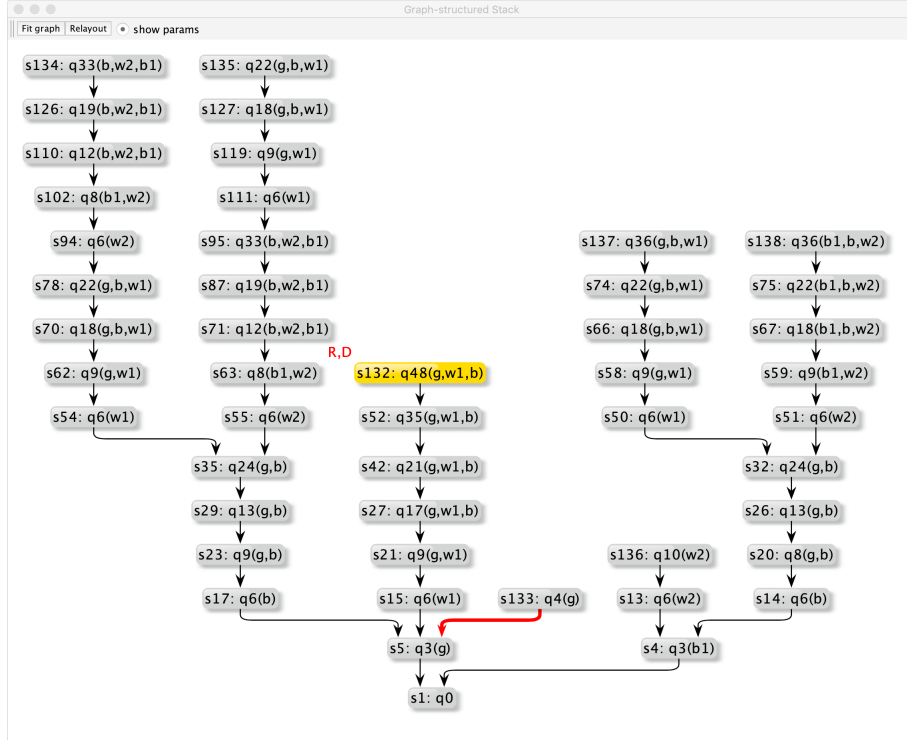 Graph-structured Stack
Fit graph Relayout show params
s134: q33(b,w2,b1) s135: q22(g,b,w1)
s126: q19(b,w2,b1) s127: q18(g,b,w1)
s110: q12(b,w2,b1) s119: q9(g,w1)
s102: q8(b1,w2) s111: q6(w1)
s94: q6(w2) s95: q33(b,w2,b1) s137: q36(g,b,w1) s138: q36(b1,b,w2)
s78: q22(g,b,w1) s87: q19(b,w2,b1) s74: q22(g,b,w1) s75: q22(b1,b,w2)
s70: q18(g,b,w1) s71: q12(b,w2,b1) s66: q18(g,b,w1) s67: q18(b1,b,w2)
R,D
s62: q9(g,w1) s63: q8(b1,w2) s132: q48(g,w1,b) s58: q9(g,w1) s59: q9(b1,w2)
s54: q6(w1) s55: q6(w2) s52: q35(g,w1,b) s50: q6(w1) s51: q6(w2)
s35: q24(g,b) s42: q21(g,w1,b) s32: q24(g,b)
s29: q13(g,b) s27: q17(g,w1,b) s26: q13(g,b)
s23: q9(g,b) s21: q9(g,w1) s136: q10(w2) s20: q8(g,b)
s17: q6(b) s15: q6(w1) s133: q4(g) s13: q6(w2) s14: q6(b)
s5: q3(g) s4: q3(b1)
s1: q0